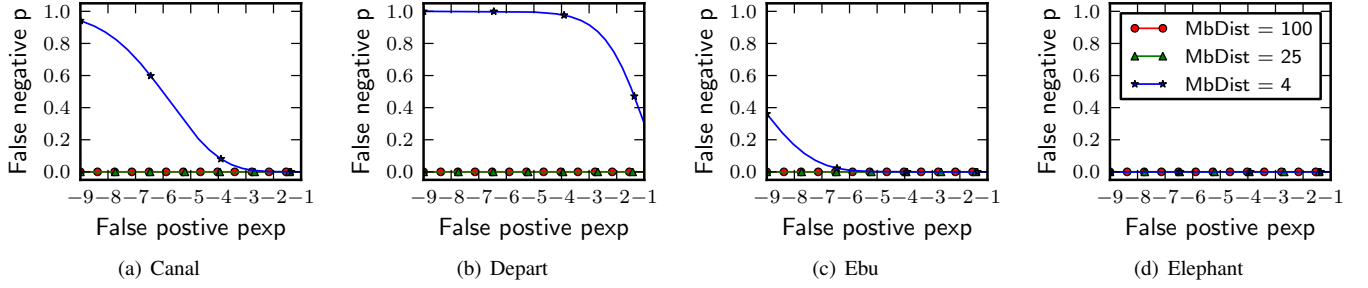 False negative p
1.0
0.8
0.6
0.4
0.2
0.0
−9 −8 −7 −6 −5 −4 −3 −2 −1
False postive pexp
(a) Canal
False negative p
1.0
0.8
0.6
0.4
0.2
0.0
−9 −8 −7 −6 −5 −4 −3 −2 −1
False postive pexp
(b) Depart
False negative p
1.0
0.8
0.6
0.4
0.2
0.0
−9 −8 −7 −6 −5 −4 −3 −2 −1
False postive pexp
(c) Ebu
False negative p
1.0
0.8
0.6
0.4
0.2
0.0
MbDist = 100
MbDist = 25
MbDist = 4
−9 −8 −7 −6 −5 −4 −3 −2 −1
False postive pexp
(d) Elephant